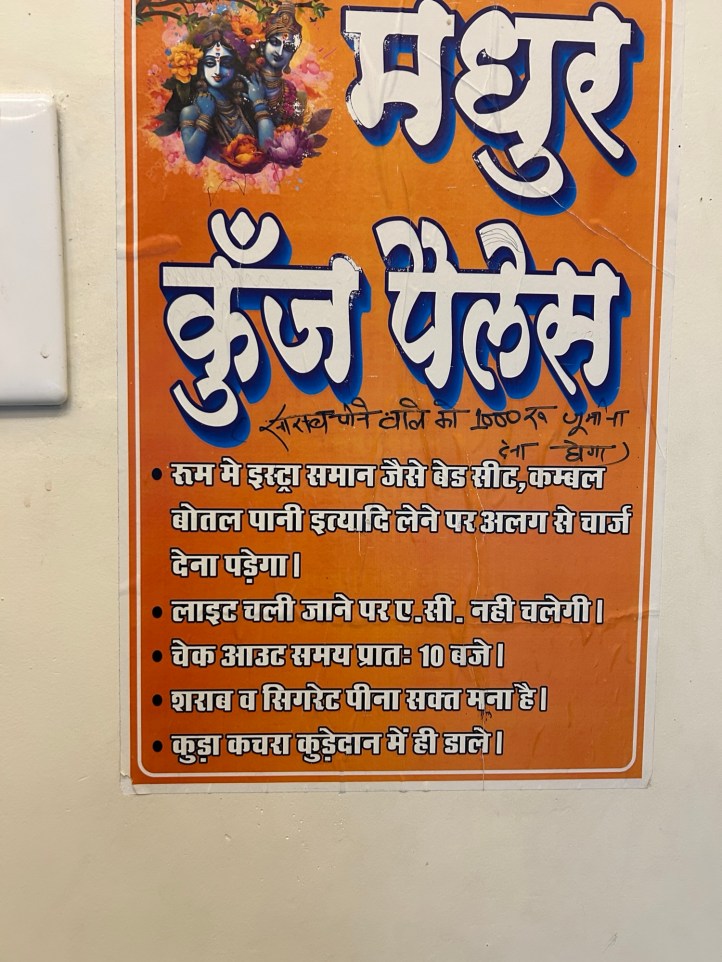 मधुर
कुँज पैलेस
साराब पीने वाले को 1000 रु जूर्माना
देना होगा
• रूम मे इस्ट्रा समान जैसे बेड सीट,कम्बल
बोतल पानी इत्यादि लेने पर अलग से चार्ज
देना पड़ेगा।
• लाइट चली जाने पर ए.सी. नही चलेगी।
• चेक आउट समय प्रातः 10 बजे।
• शराब व सिगरेट पीना सक्त मना है।
• कुड़ा कचरा कुड़ेदान में ही डाले।